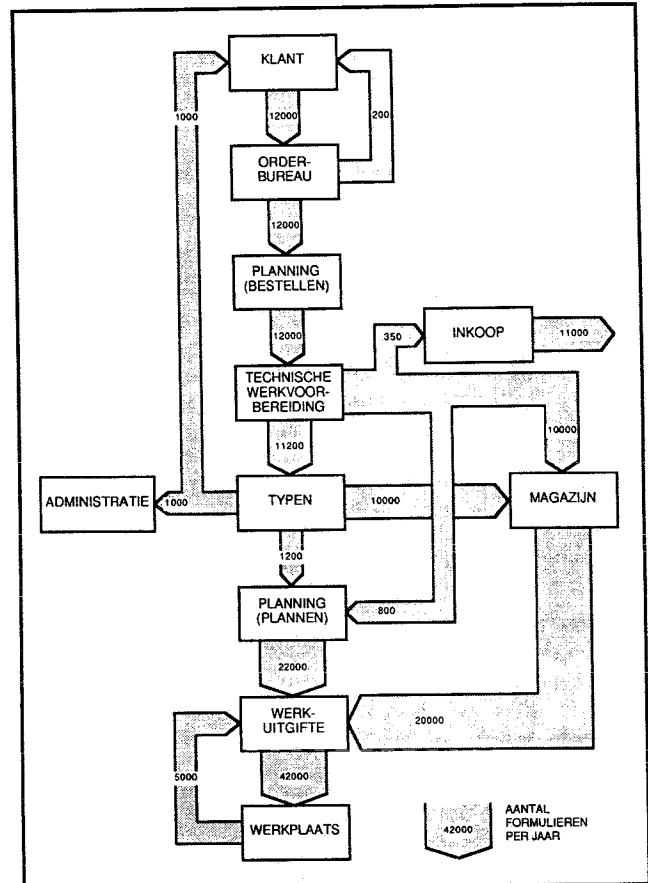 KLANT
1000
12000
200
ORDER-
BUREAU
12000
PLANNING
(BESTELLEN)
12000
350
INKOOP
11000
TECHNISCHE
WERKVOOR-
BEREIDING
11200
10000
ADMINISTRATIE
1000
TYPEN
10000
MAGAZIJN
1200
PLANNING
(PLANNEN)
800
22000
WERK-
UITGIFTE
20000
5000
42000
WERKPLAATS
42000
AANTAL
FORMULIEREN
PER JAAR